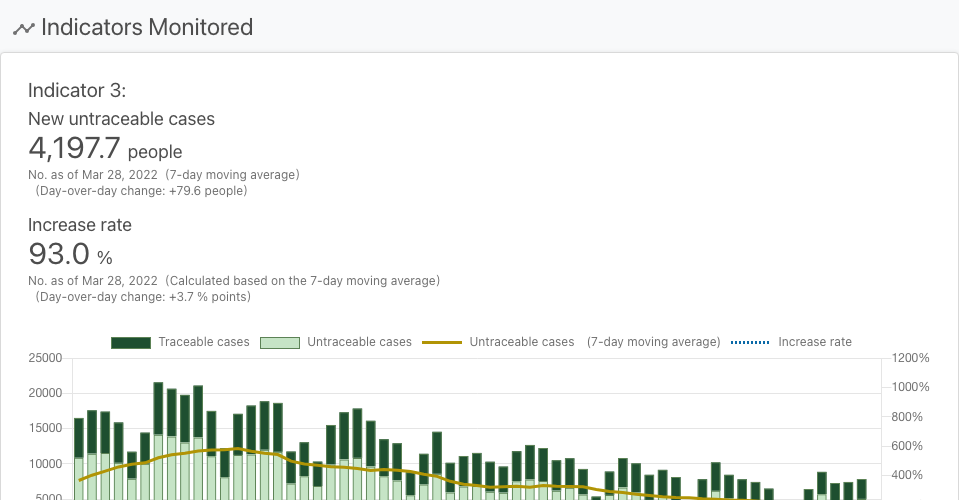 Indicators Monitored
Indicator 3:
New untraceable cases
4,197.7 people
No. as of Mar 28, 2022 (7-day moving average)
(Day-over-day change: +79.6 people)
Increase rate
93.0 %
No. as of Mar 28, 2022 (Calculated based on the 7-day moving average)
(Day-over-day change: +3.7 % points)
Traceable cases Untraceable cases Untraceable cases (7-day moving average) Increase rate
25000 1200%
20000 1000%
15000 800%
10000 600%
5000 400%